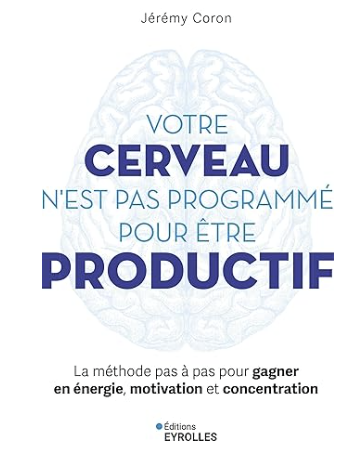 Jérémy Coron
VOTRE
CERVEAU
N'EST PAS PROGRAMMÉ
POUR ÊTRE
PRODUCTIF
La méthode pas à pas pour gagner
en énergie, motivation et concentration
Éditions
EYROLLES